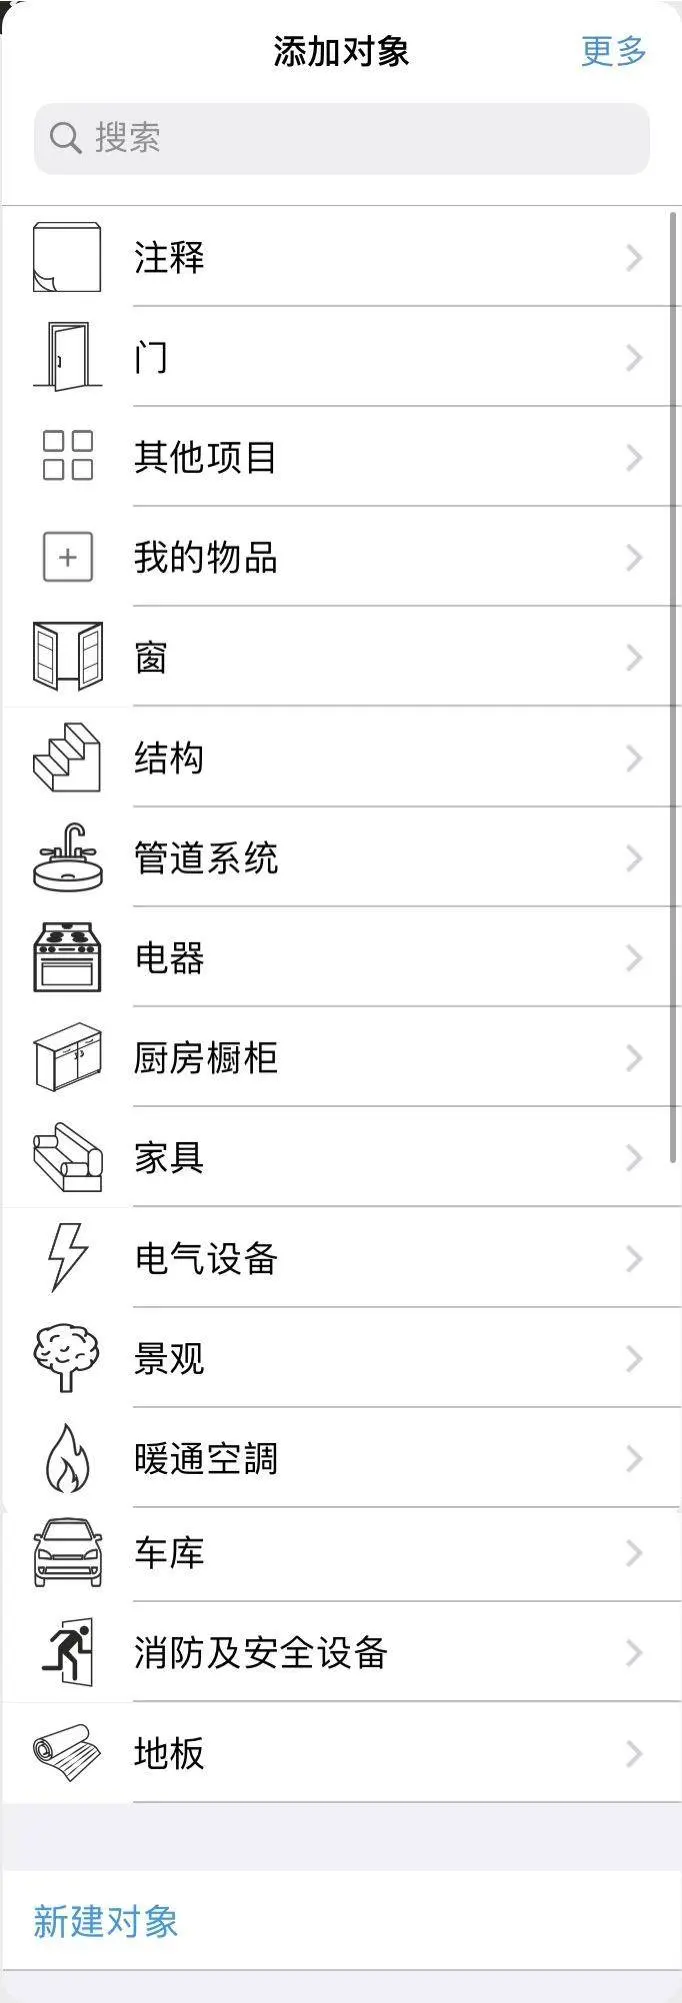 添加对象
更多
搜索
注释
门
其他项目
我的物品
窗
结构
管道系统
电器
厨房橱柜
家具
电气设备
景观
暖通空調
车库
消防及安全设备
地板
新建对象